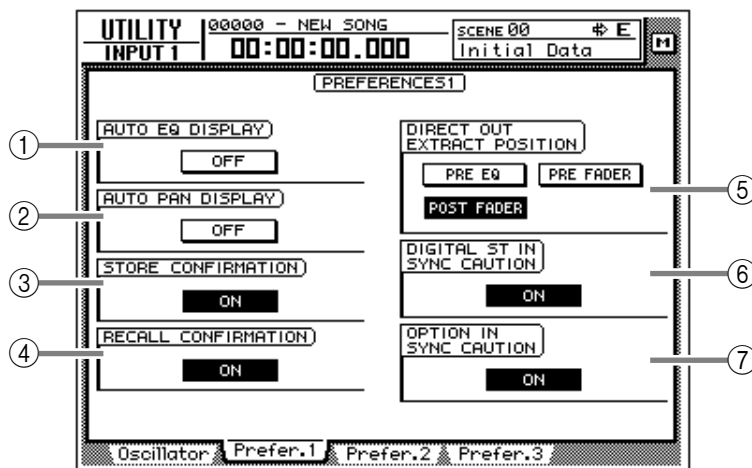 UTILITY
INPUT 1
00000 - NEW SONG
00:00:00.000
SCENE 00 E
Initial Data
M
PREFERENCES1
1
AUTO EQ DISPLAY
OFF
2
AUTO PAN DISPLAY
OFF
3
STORE CONFIRMATION
ON
4
RECALL CONFIRMATION
ON
DIRECT OUT
EXTRACT POSITION
PRE EQ PRE FADER
POST FADER
5
DIGITAL ST IN
SYNC CAUTION
ON
6
OPTION IN
SYNC CAUTION
ON
7
Oscillator Prefer.1 Prefer.2 Prefer.3